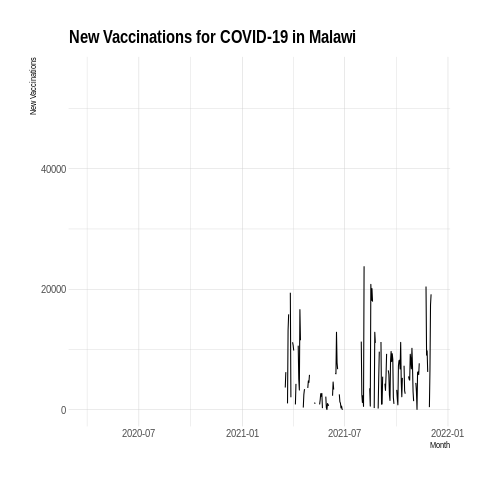 New Vaccinations for COVID-19 in Malawi
New Vaccinations
40000
20000
0
2020-07 2021-01 2021-07 2022-01
Month